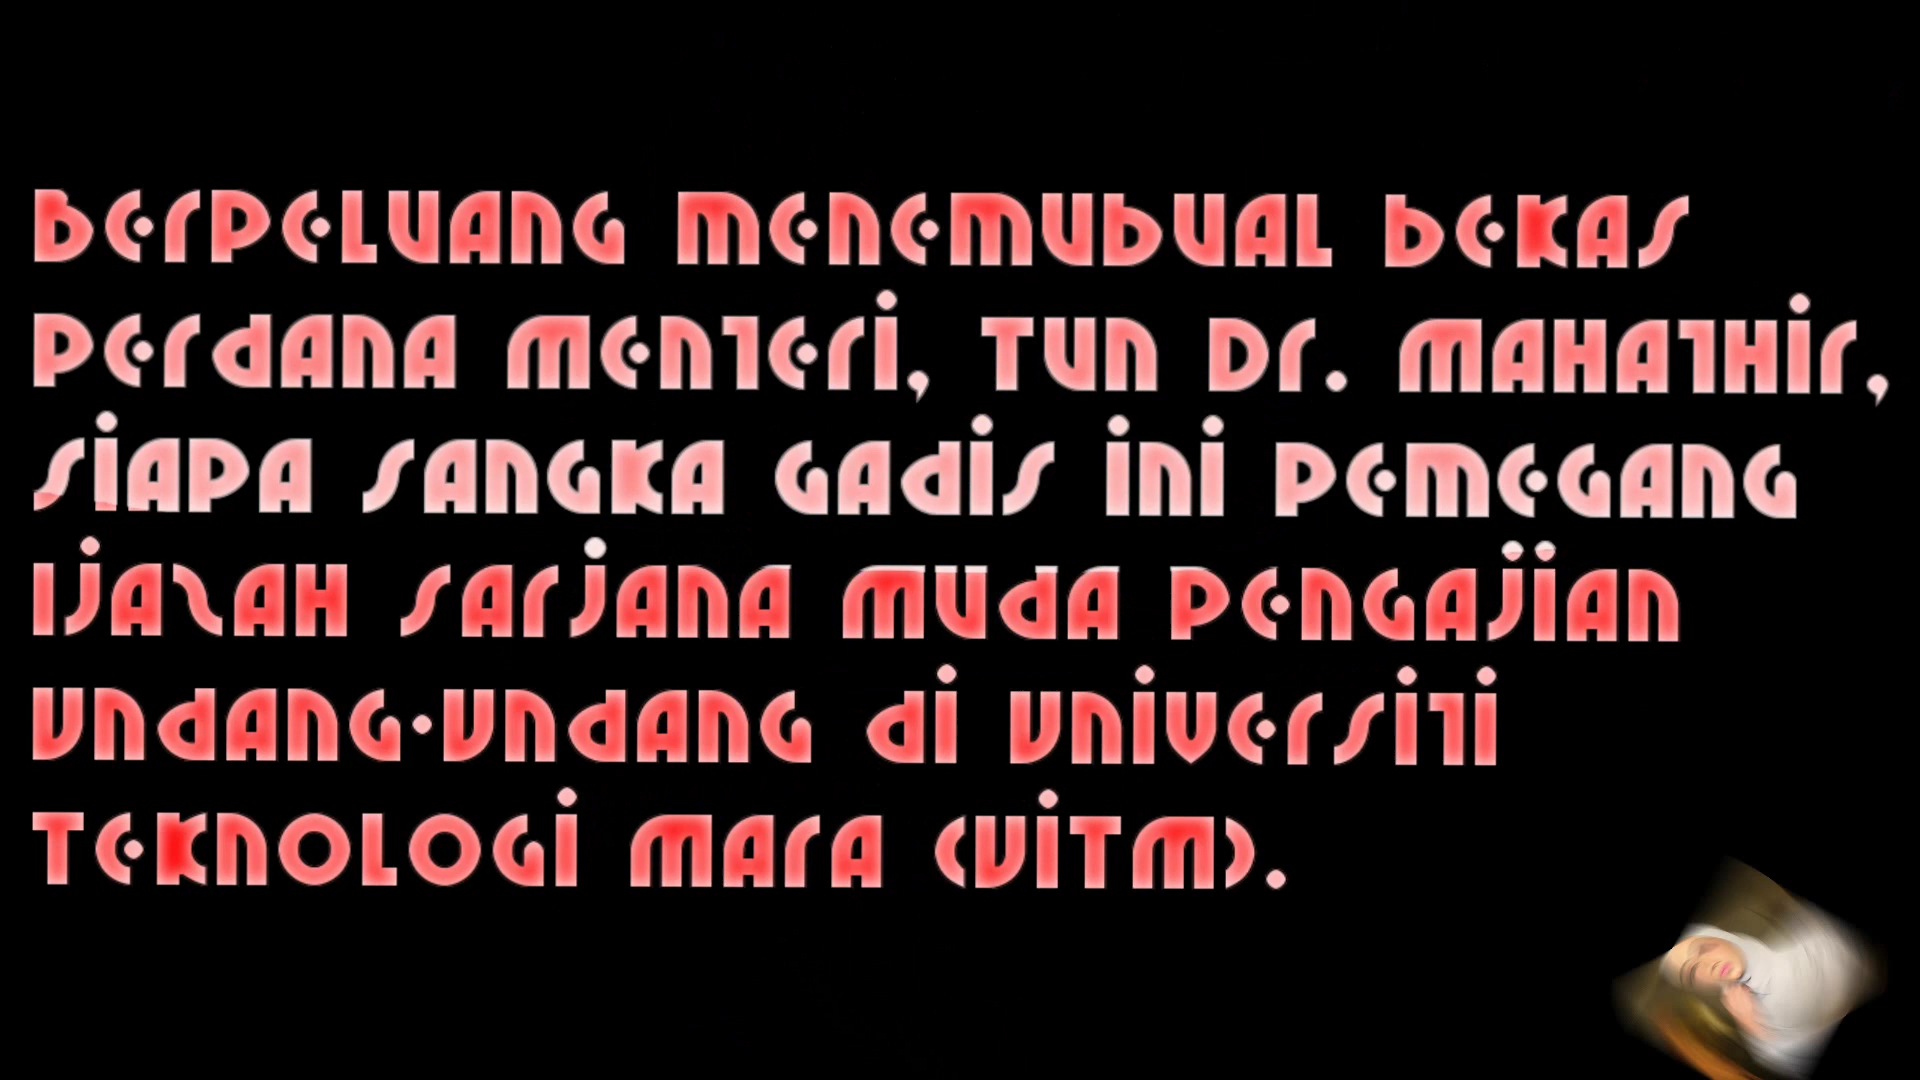 Berpeluang menemubual bekas
Perdana Menteri, Tun Dr. Mahathir,
siapa sangka gadis ini pemegang
Ijazah Sarjana Muda Pengajian
Undang-Undang di Universiti
Teknologi Mara (UiTM).